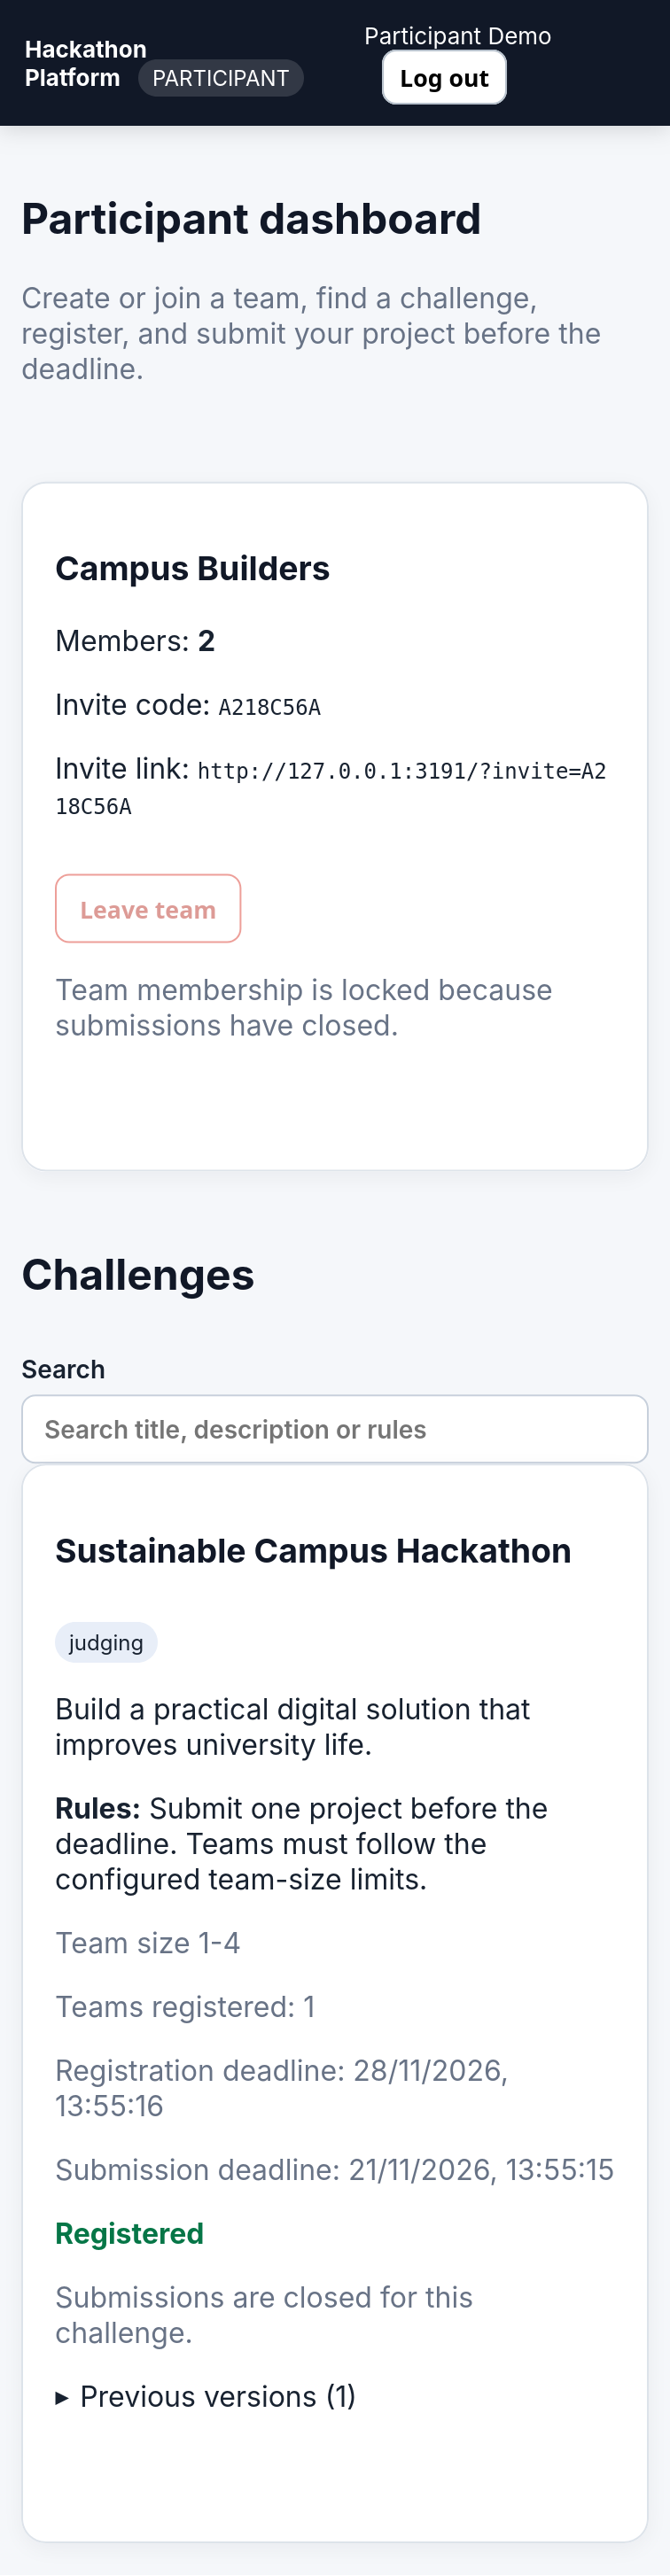 Hackathon
Platform PARTICIPANT
Participant Demo
Log out
Participant dashboard
Create or join a team, find a challenge,
register, and submit your project before the
deadline.
Campus Builders
Members: 2
Invite code: A218C56A
Invite link: http://127.0.0.1:3191/?invite=A2
18C56A
Leave team
Team membership is locked because
submissions have closed.
Challenges
Search
Search title, description or rules
Sustainable Campus Hackathon
judging
Build a practical digital solution that
improves university life.
Rules: Submit one project before the
deadline. Teams must follow the
configured team-size limits.
Team size 1-4
Teams registered: 1
Registration deadline: 28/11/2026,
13:55:16
Submission deadline: 21/11/2026, 13:55:15
Registered
Submissions are closed for this
challenge.
▸ Previous versions (1)